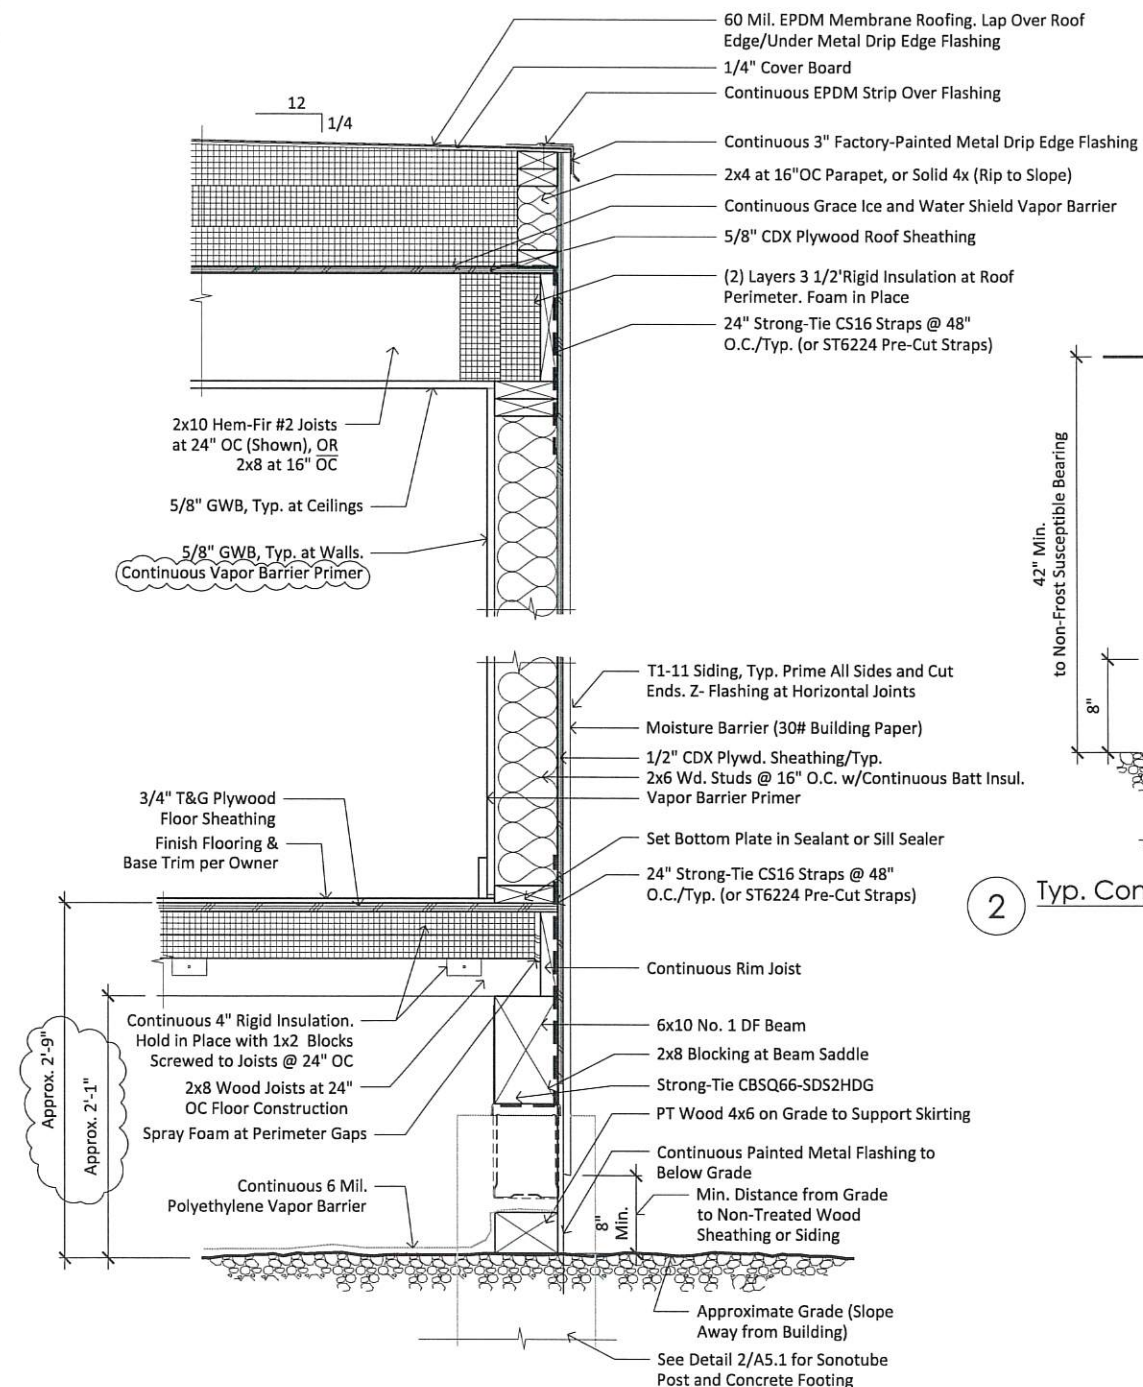 60 Mil. EPDM Membrane Roofing. Lap Over Roof
Edge/Under Metal Drip Edge Flashing
1/4" Cover Board
Continuous EPDM Strip Over Flashing
12
1/4
Continuous 3" Factory-Painted Metal Drip Edge Flashing
2x4 at 16"OC Parapet, or Solid 4x (Rip to Slope)
Continuous Grace Ice and Water Shield Vapor Barrier
5/8" CDX Plywood Roof Sheathing
(2) Layers 3 1/2'Rigid Insulation at Roof
Perimeter. Foam in Place
24" Strong-Tie CS16 Straps @ 48"
O.C./Typ. (or ST6224 Pre-Cut Straps)
2x10 Hem-Fir #2 Joists
at 24" OC (Shown), OR
2x8 at 16" OC
5/8" GWB, Typ. at Ceilings
5/8" GWB, Typ. at Walls.
Continuous Vapor Barrier Primer
42" Min.
to Non-Frost Susceptible Bearing
8"
T1-11 Siding, Typ. Prime All Sides and Cut
Ends. Z- Flashing at Horizontal Joints
Moisture Barrier (30# Building Paper)
1/2" CDX Plywd. Sheathing/Typ.
2x6 Wd. Studs @ 16" O.C. w/Continuous Batt Insul.
Vapor Barrier Primer
3/4" T&G Plywood
Floor Sheathing
Finish Flooring &
Base Trim per Owner
Set Bottom Plate in Sealant or Sill Sealer
24" Strong-Tie CS16 Straps @ 48"
O.C./Typ. (or ST6224 Pre-Cut Straps)
2 Typ. Con
Continuous Rim Joist
Continuous 4" Rigid Insulation.
Hold in Place with 1x2 Blocks
Screwed to Joists @ 24" OC
2x8 Wood Joists at 24"
OC Floor Construction
Spray Foam at Perimeter Gaps
6x10 No. 1 DF Beam
2x8 Blocking at Beam Saddle
Strong-Tie CBSQ66-SDS2HDG
PT Wood 4x6 on Grade to Support Skirting
Continuous Painted Metal Flashing to
Below Grade
Approx. 2'-9"
Approx. 2'-1"
Continuous 6 Mil.
Polyethylene Vapor Barrier
8"
Min.
Min. Distance from Grade
to Non-Treated Wood
Sheathing or Siding
Approximate Grade (Slope
Away from Building)
See Detail 2/A5.1 for Sonotube
Post and Concrete Footing